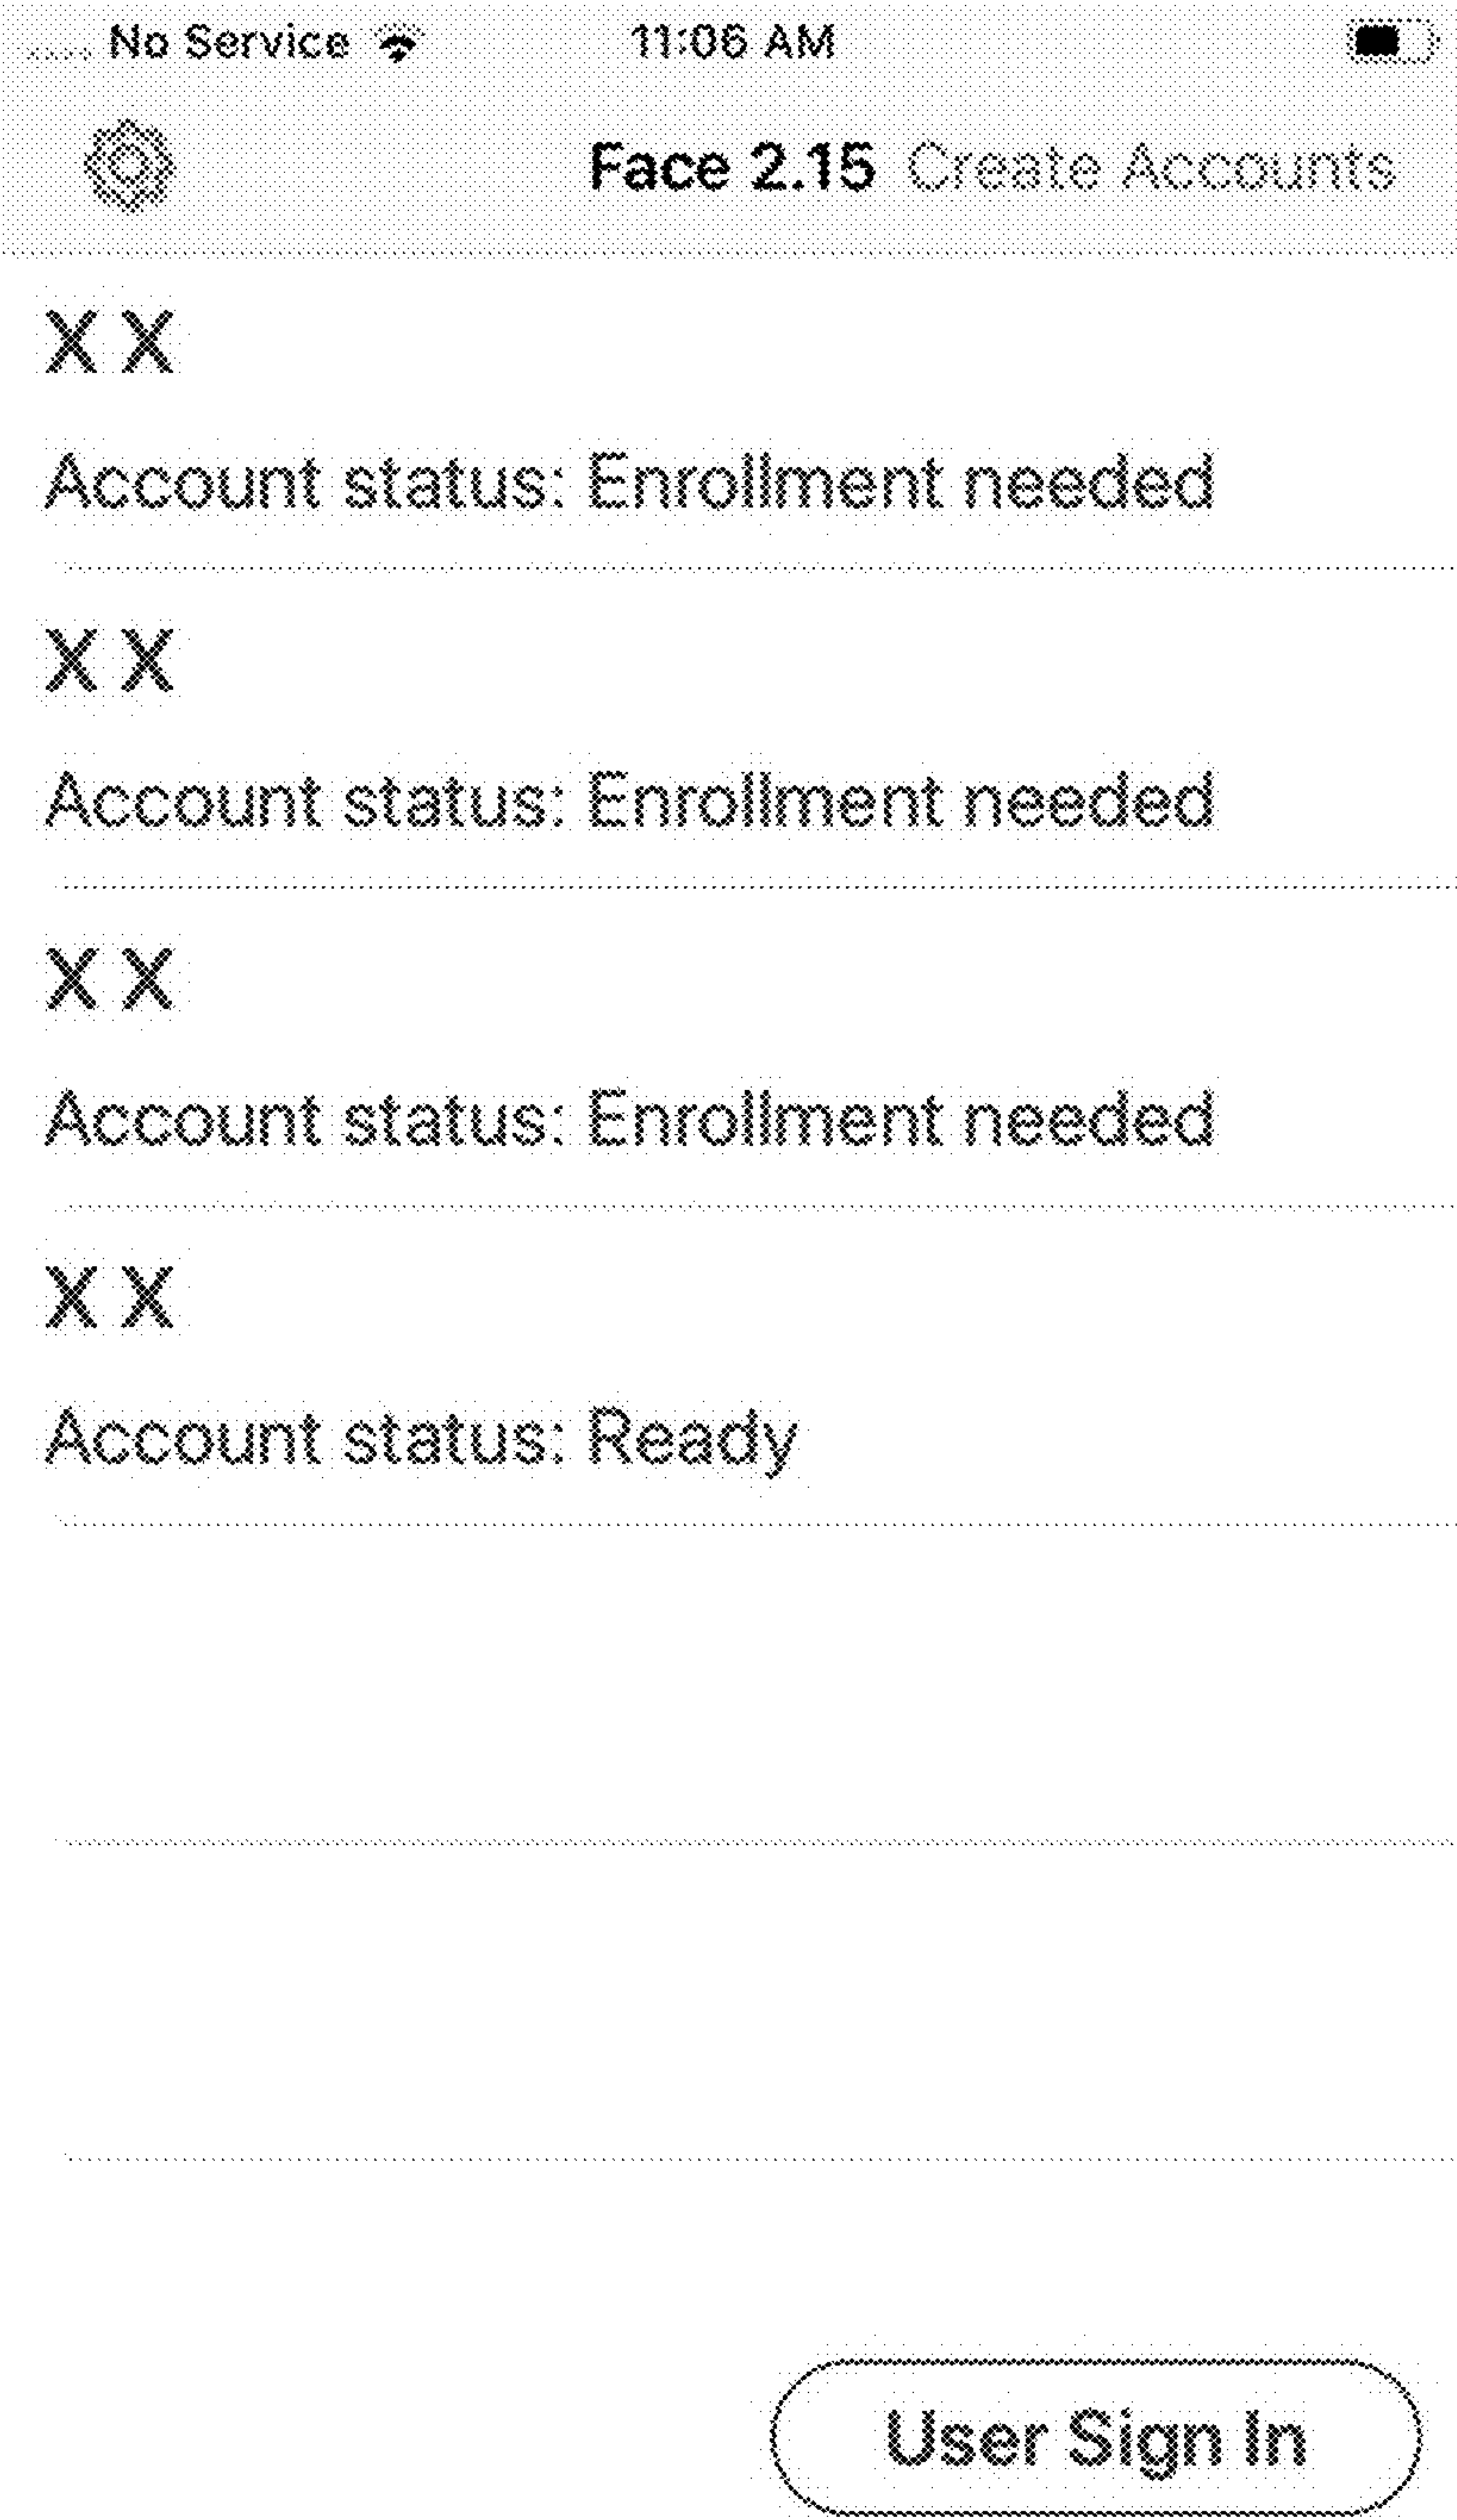 No Service 11:06 AM
Face 2.15 Create Accounts
X X
Account status: Enrollment needed
X X
Account status: Enrollment needed
X X
Account status: Enrollment needed
X X
Account status: Ready
User Sign In